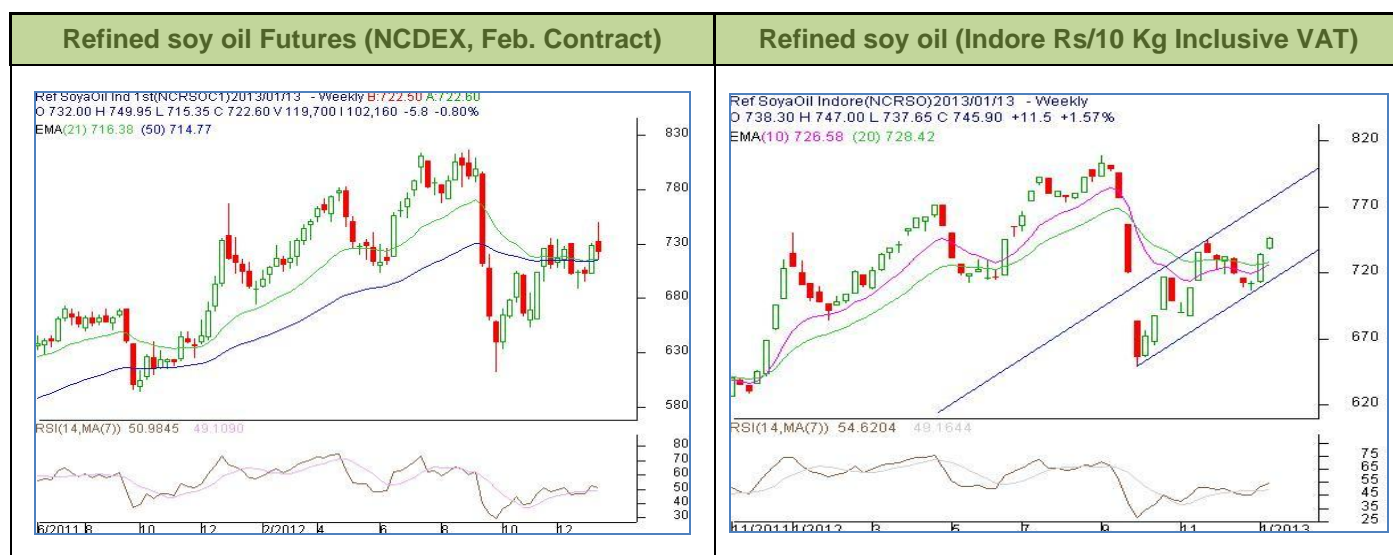 Refined soy oil Futures (NCDEX, Feb. Contract)
Ref SoyaOil Ind 1st(NCRSOC1)2013/01/13 - Weekly B:722.50 A:722.60
O 732.00 H 749.95 L 715.35 C 722.60 V 119,700 I 102,160 -5.8 -0.80%
EMA(21) 716.38 (50) 714.77
830
780
730
680
630
580
RSI(14,MA(7)) 50.9845 49.1090
80
70
60
50
40
30
6/2011 8 10 12 2/2012 4 6 8 10 12
Refined soy oil (Indore Rs/10 Kg Inclusive VAT)
Ref SoyaOil Indore(NCRSO)2013/01/13 - Weekly
O 738.30 H 747.00 L 737.65 C 745.90 +11.5 +1.57%
EMA(10) 726.58 (20) 728.42
820
770
720
670
620
RSI(14,MA(7)) 54.6204 49.1644
75
65
55
45
35
25
11/2011 1/2012 3 5 7 9 11 1/2013